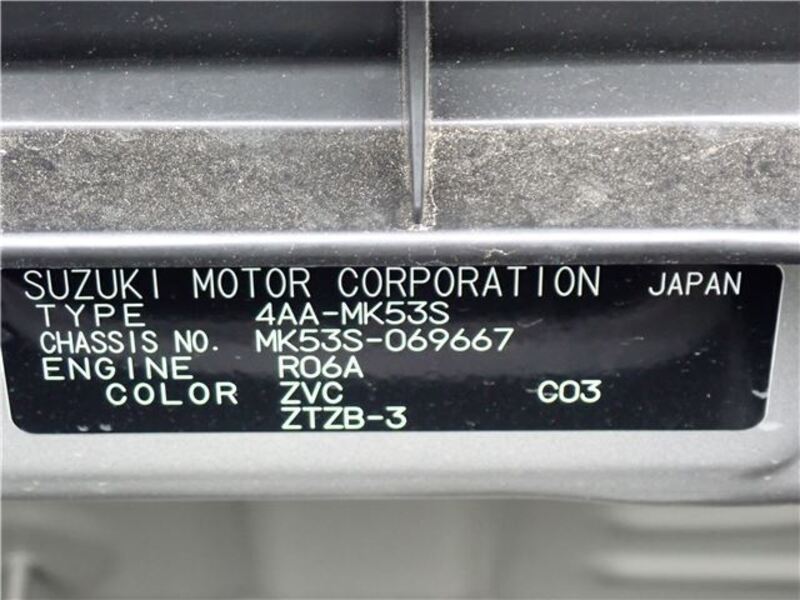 SUZUKI MOTOR CORPORATION JAPAN
TYPE 4AA-MK53S
CHASSIS NO. MK53S-069667
ENGINE R06A
COLOR ZVC C03
ZTZB-3